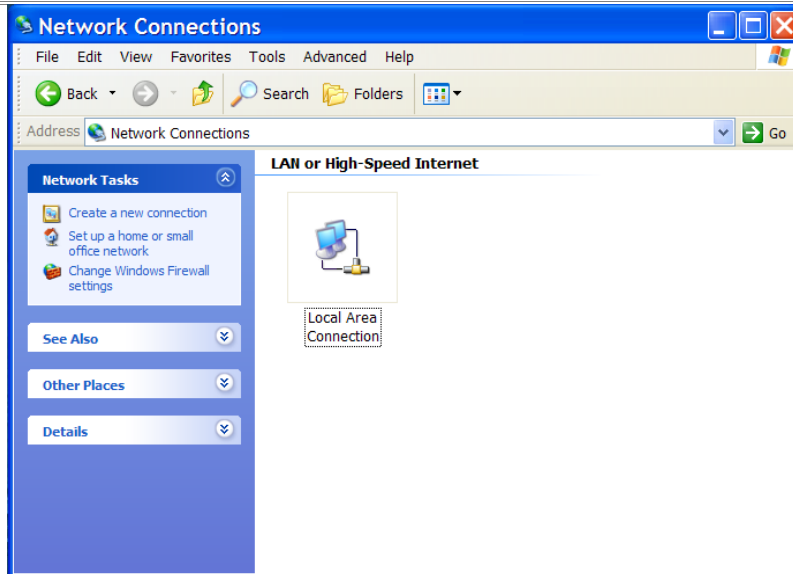 Network Connections
File Edit View Favorites Tools Advanced Help
Back Search Folders
Address Network Connections Go
LAN or High-Speed Internet
Network Tasks
Create a new connection
Set up a home or small
office network
Change Windows Firewall
settings
See Also
Other Places
Details
Local Area
Connection